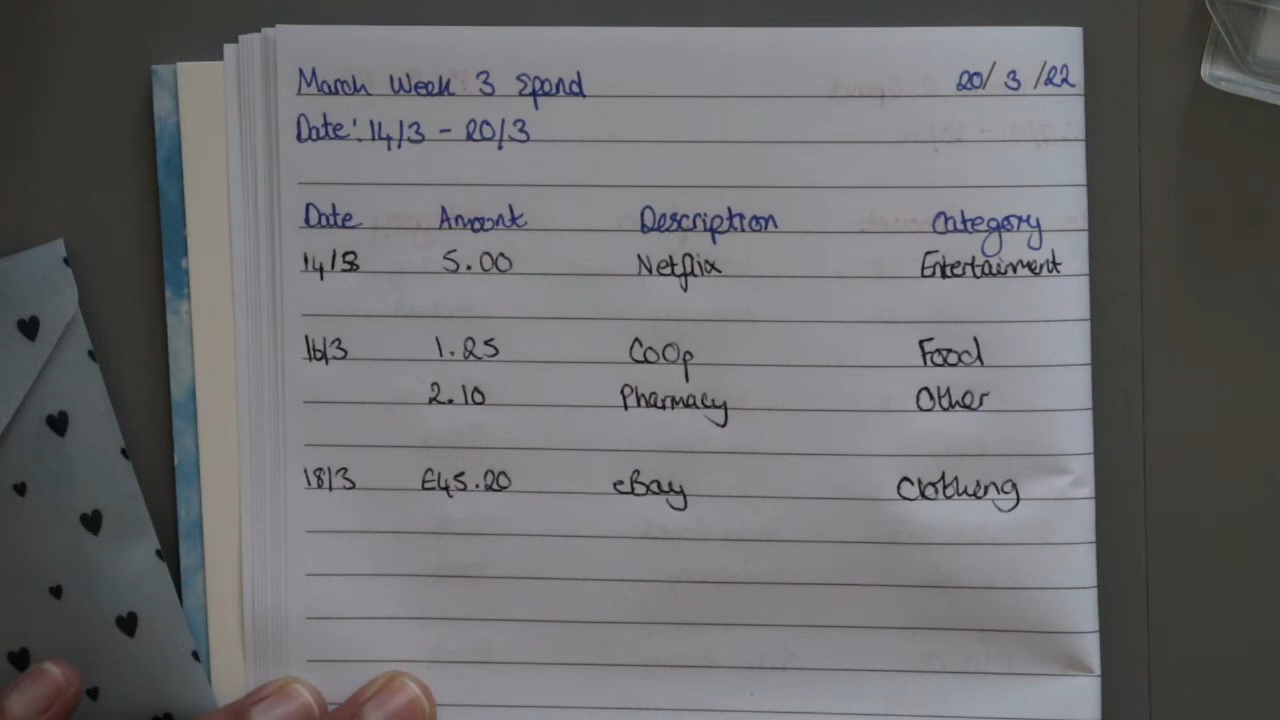 March Week 3 Spend 20/3/22
Date: 14/3 - 20/3
Date Amount Description Category
14/3 5.00 Netflix Entertaiment
16/3 1.25 CoOp Food
2.10 Pharmacy Other
18/3 £45.20 eBay Clothing